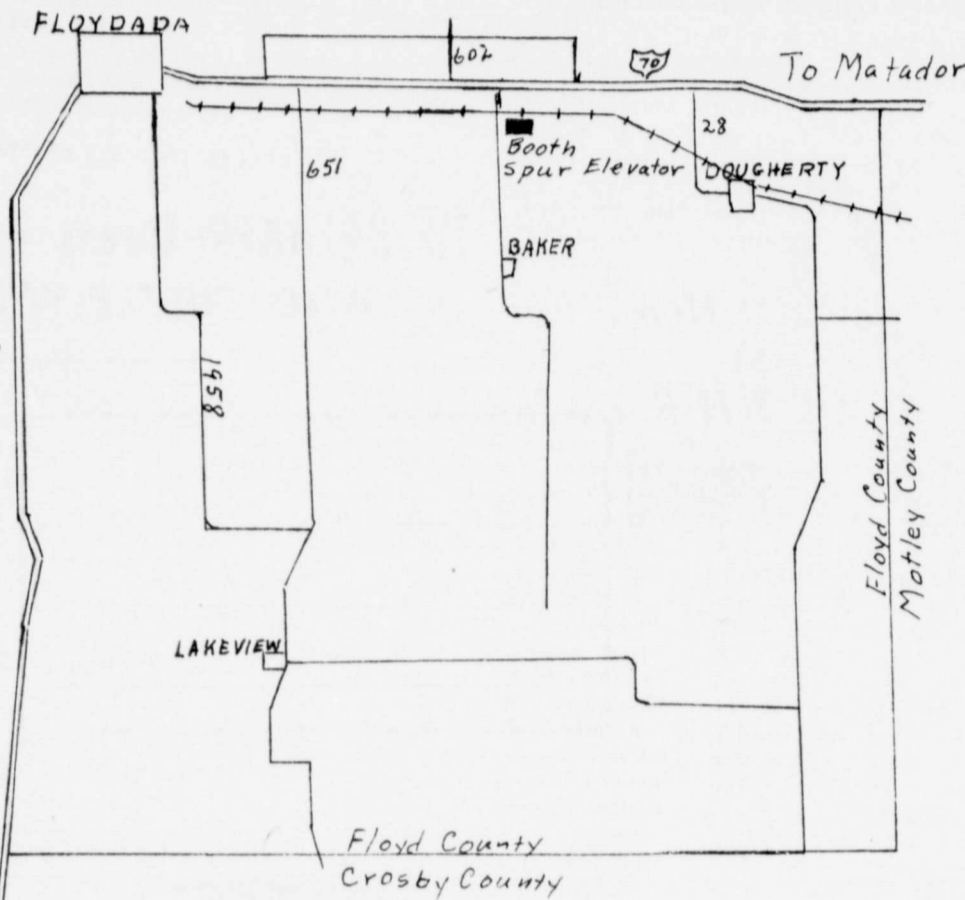 FLOYDADA
602
70
To Matador
651
Booth
Spur Elevator
28
DOUGHERTY
BAKER
1958
Floyd County
Motley County
LAKEVIEW
Floyd County
Crosby County